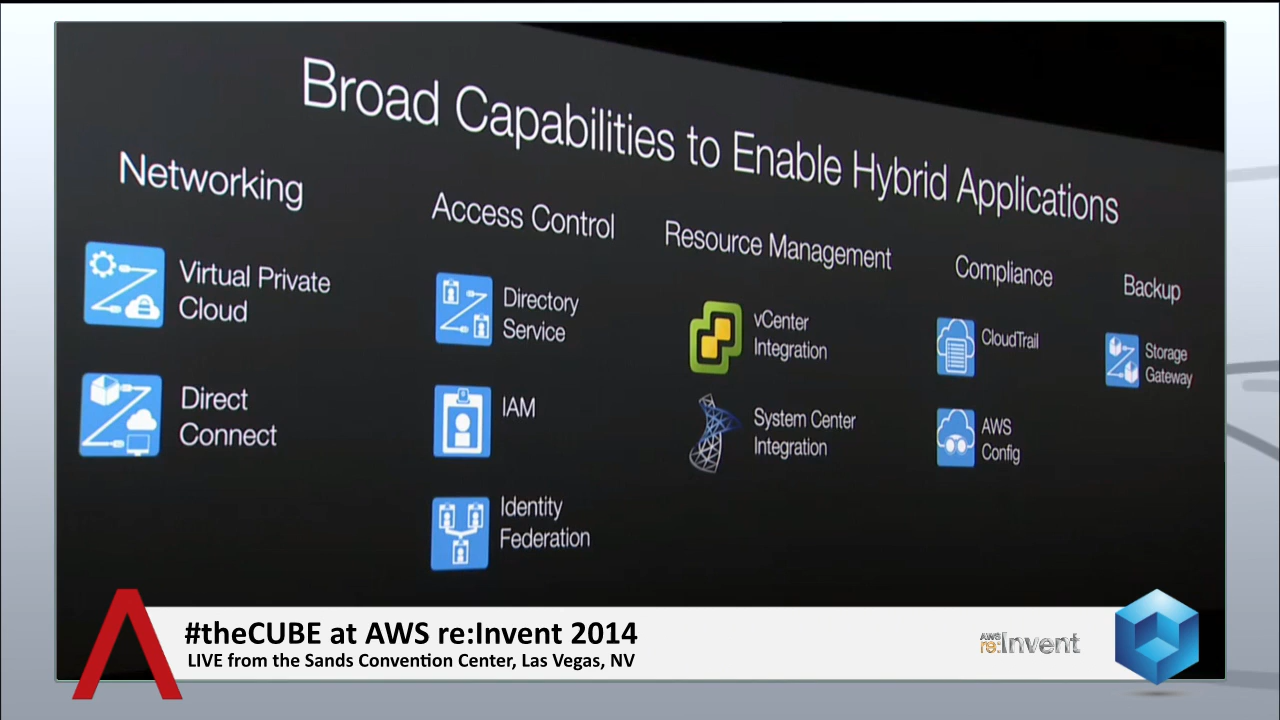 Broad Capabilities to Enable Hybrid Applications
Networking
Virtual Private
Cloud
Direct
Connect
Access Control
Directory
Service
IAM
Identity
Federation
Resource Management
vCenter
Integration
System Center
Integration
Compliance
CloudTrail
AWS
Config
Backup
Storage
Gateway
#theCUBE at AWS re:Invent 2014
LIVE from the Sands Convention Center, Las Vegas, NV
AWS
re:Invent